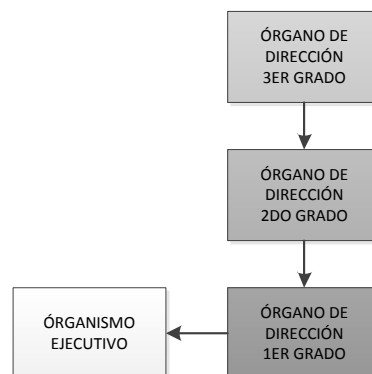 ÓRGANO DE
DIRECCIÓN
3ER GRADO
ÓRGANO DE
DIRECCIÓN
2DO GRADO
ÓRGANISMO
EJECUTIVO
ÓRGANO DE
DIRECCIÓN
1ER GRADO